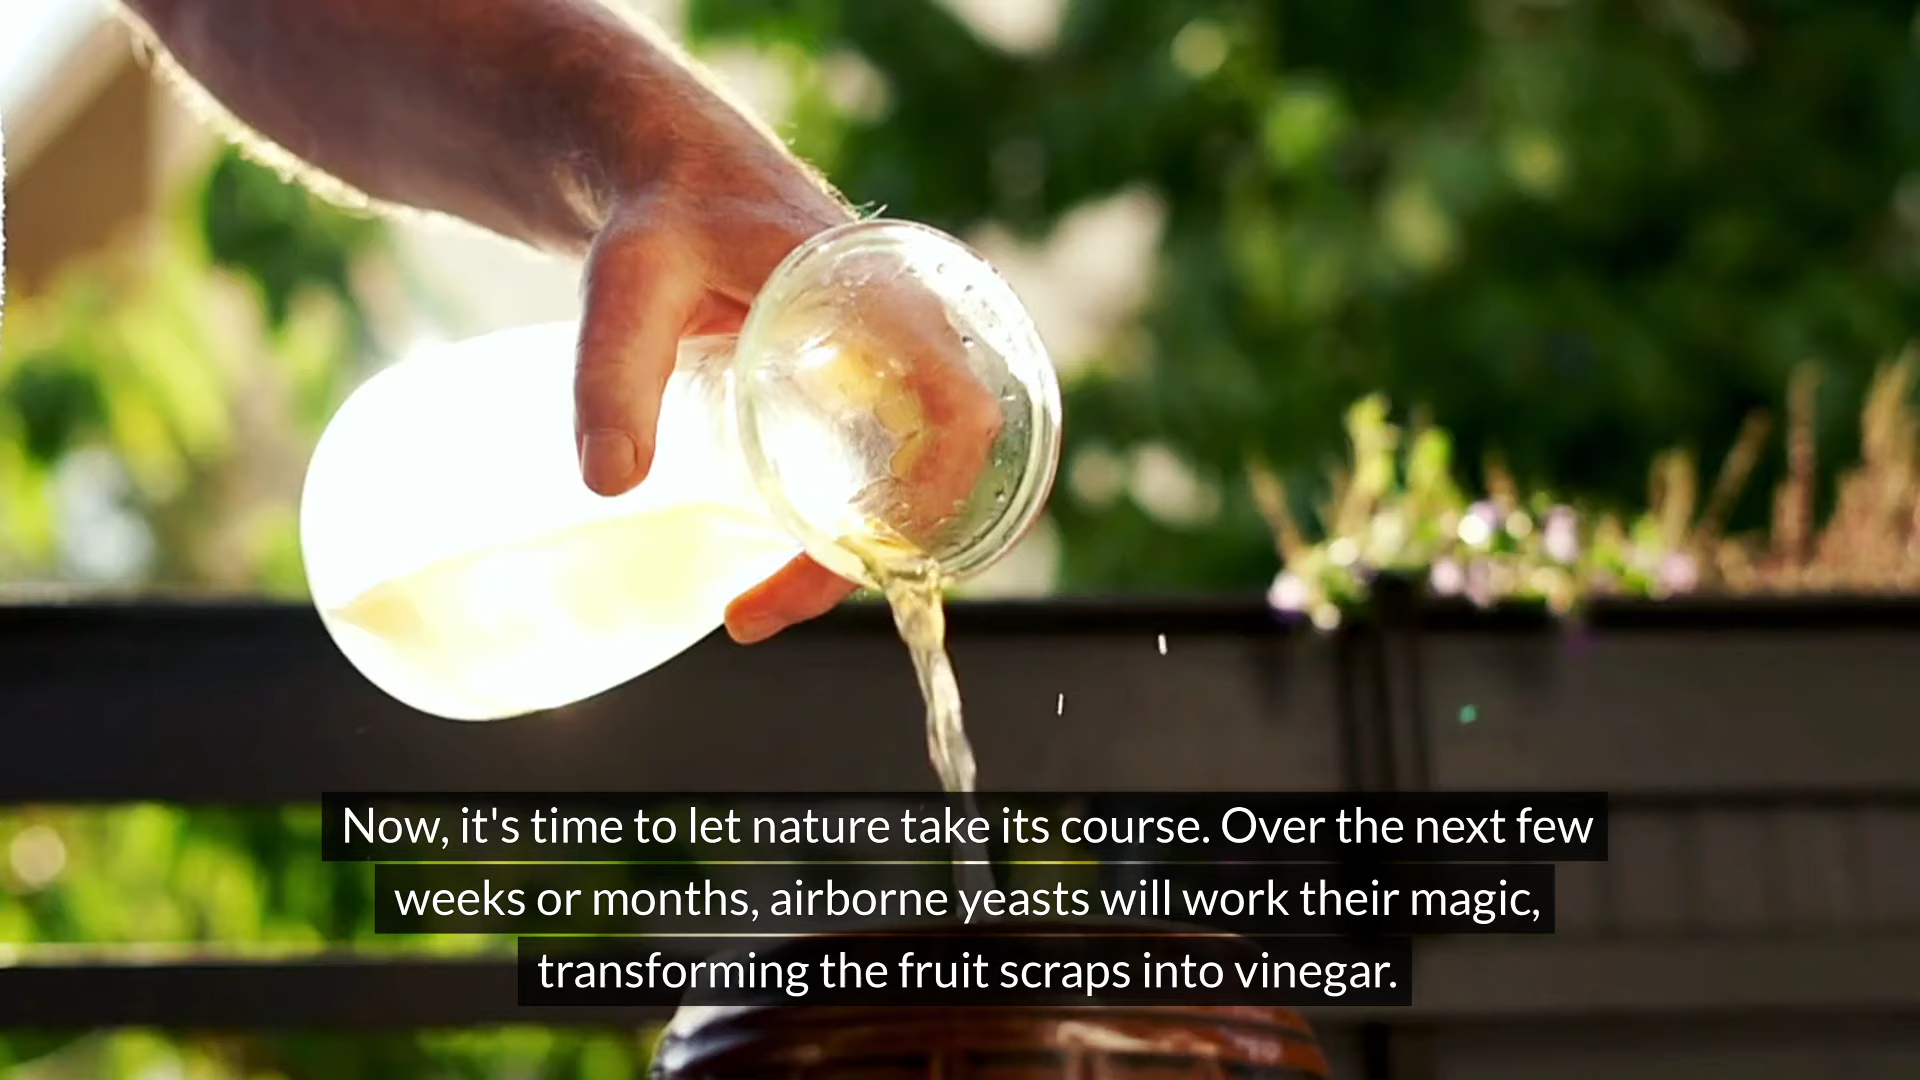 Now, it's time to let nature take its course. Over the next few
weeks or months, airborne yeasts will work their magic,
transforming the fruit scraps into vinegar.